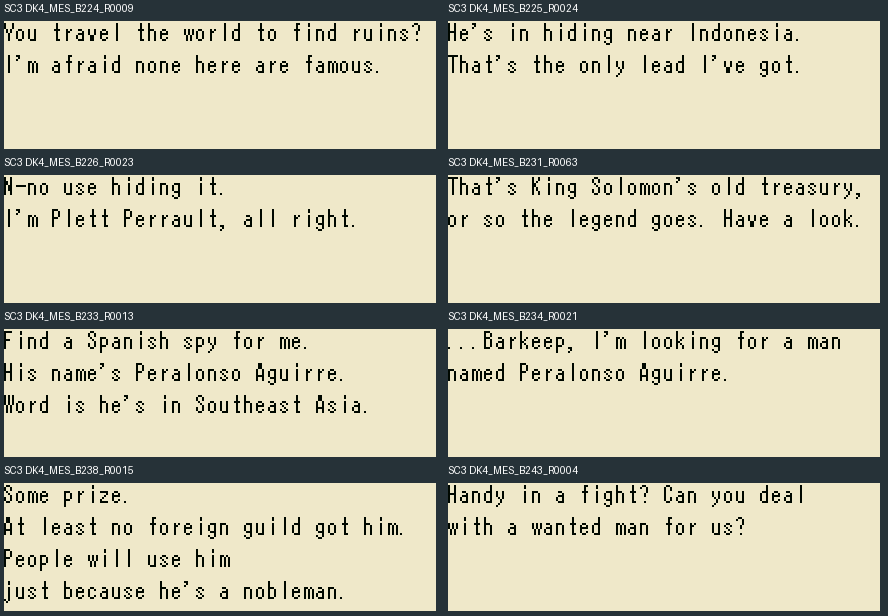 SC3 DK4_MES_B224_R0009
You travel the world to find ruins?
I'm afraid none here are famous.
SC3 DK4_MES_B225_R0024
He's in hiding near Indonesia.
That's the only lead I've got.
SC3 DK4_MES_B226_R0023
N-no use hiding it.
I'm Plett Perrault, all right.
SC3 DK4_MES_B231_R0063
That's King Solomon's old treasury,
or so the legend goes. Have a look.
SC3 DK4_MES_B233_R0013
Find a Spanish spy for me.
His name's Peralonso Aguirre.
Word is he's in Southeast Asia.
SC3 DK4_MES_B234_R0021
...Barkeep, I'm looking for a man
named Peralonso Aguirre.
SC3 DK4_MES_B238_R0015
Some prize.
At least no foreign guild got him.
People will use him
just because he's a nobleman.
SC3 DK4_MES_B243_R0004
Handy in a fight? Can you deal
with a wanted man for us?